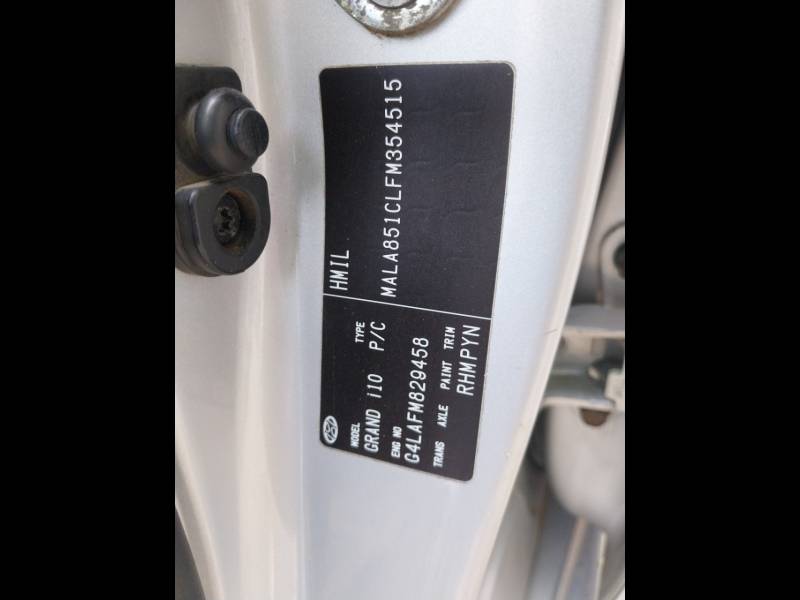 HMIL
MALA851CLFM354515
MODEL TYPE
GRAND i10 P/C
ENG NO
G4LAFM829458
TRANS AXLE PAINT TRIM
RHMPYN